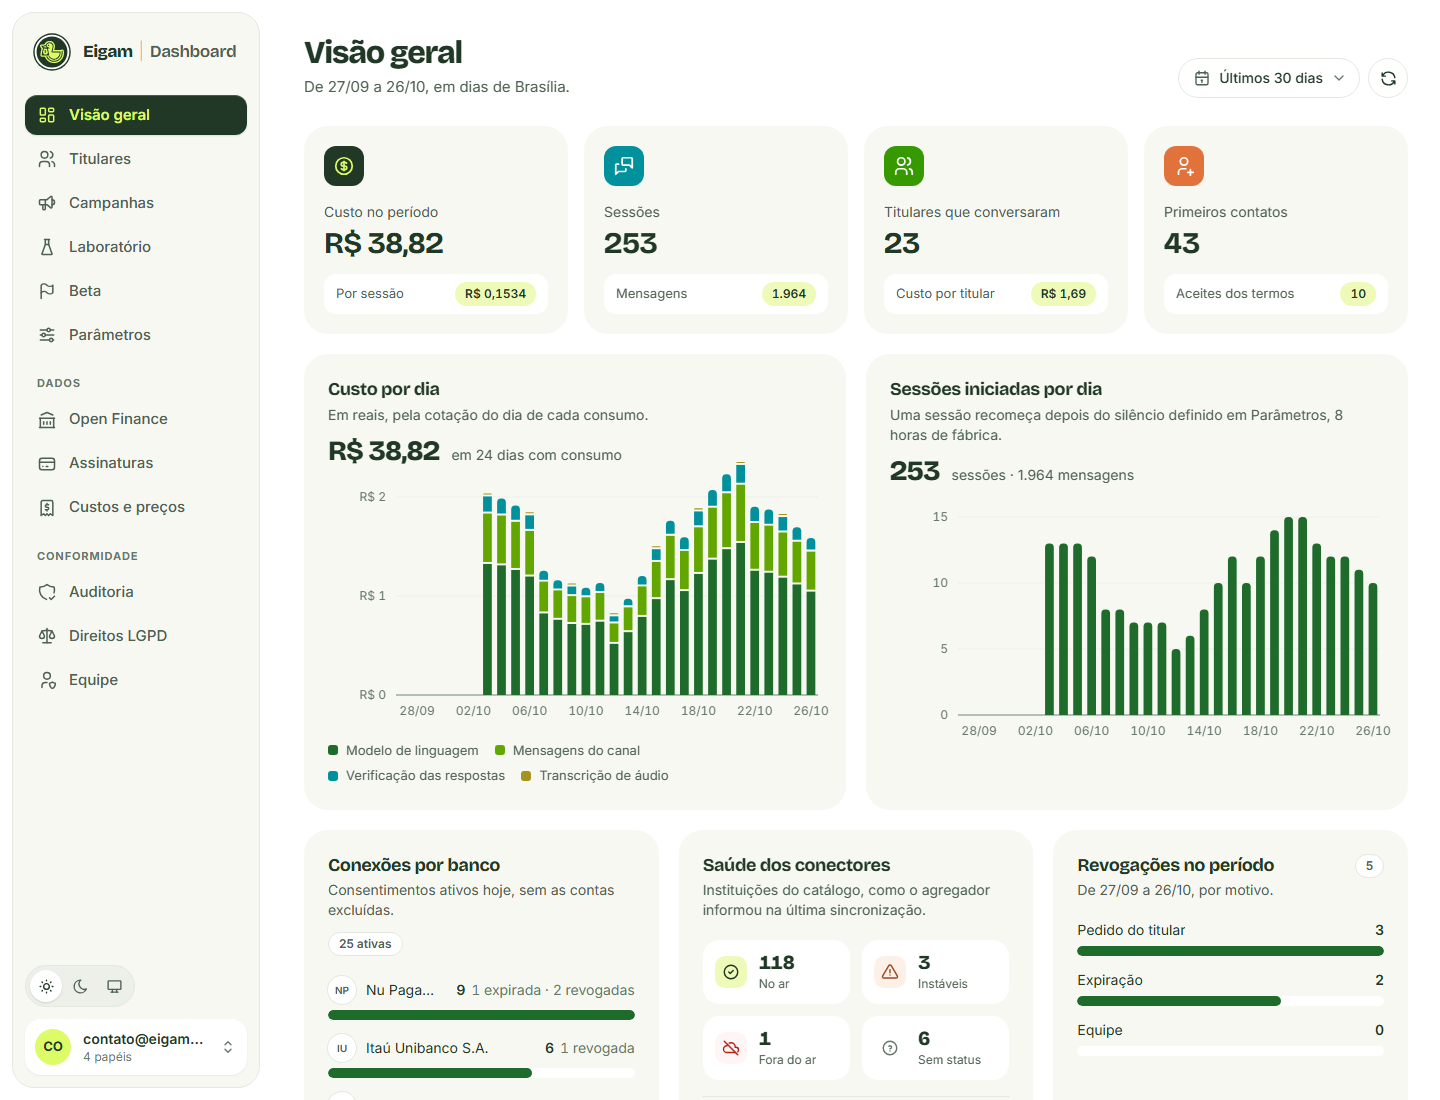 Eigam | Dashboard
Visão geral
Titulares
Campanhas
Laboratório
Beta
Parâmetros
DADOS
Open Finance
Assinaturas
Custos e preços
CONFORMIDADE
Auditoria
Direitos LGPD
Equipe
CO
contato@eigam...
4 papéis
Visão geral
De 27/09 a 26/10, em dias de Brasília.
Últimos 30 dias
Custo no período
R$ 38,82
Por sessão R$ 0,1534
Sessões
253
Mensagens 1.964
Titulares que conversaram
23
Custo por titular R$ 1,69
Primeiros contatos
43
Aceites dos termos 10
Custo por dia
Em reais, pela cotação do dia de cada consumo.
R$ 38,82 em 24 dias com consumo
R$ 2
R$ 1
R$ 0
28/09 02/10 06/10 10/10 14/10 18/10 22/10 26/10
Modelo de linguagem Mensagens do canal
Verificação das respostas Transcrição de áudio
Sessões iniciadas por dia
Uma sessão recomeça depois do silêncio definido em Parâmetros, 8
horas de fábrica.
253 sessões · 1.964 mensagens
15
10
5
0
28/09 02/10 06/10 10/10 14/10 18/10 22/10 26/10
Conexões por banco
Consentimentos ativos hoje, sem as contas
excluídas.
25 ativas
NP Nu Paga... 9 1 expirada · 2 revogadas
IU Itaú Unibanco S.A. 6 1 revogada
Saúde dos conectores
Instituições do catálogo, como o agregador
informou na última sincronização.
118
No ar
3
Instáveis
1
Fora do ar
6
Sem status
Revogações no período 5
De 27/09 a 26/10, por motivo.
Pedido do titular 3
Expiração 2
Equipe 0